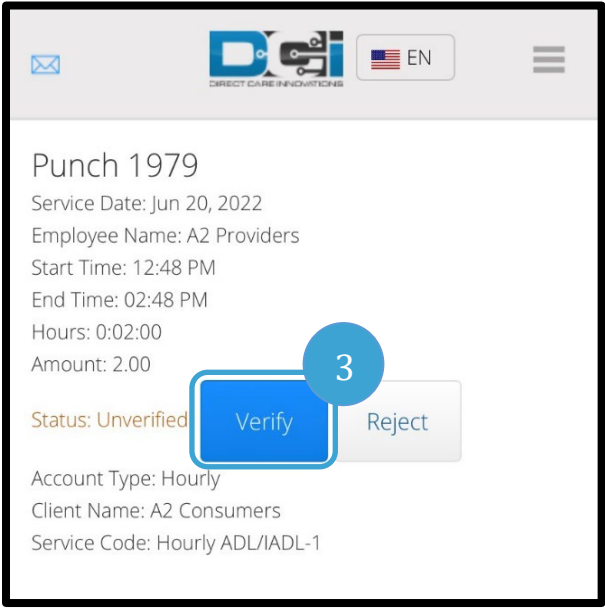 DCI
DIRECT CARE INNOVATIONS
EN
Punch 1979
Service Date: Jun 20, 2022
Employee Name: A2 Providers
Start Time: 12:48 PM
End Time: 02:48 PM
Hours: 0:02:00
Amount: 2.00
3
Status: Unverified Verify Reject
Account Type: Hourly
Client Name: A2 Consumers
Service Code: Hourly ADL/IADL-1